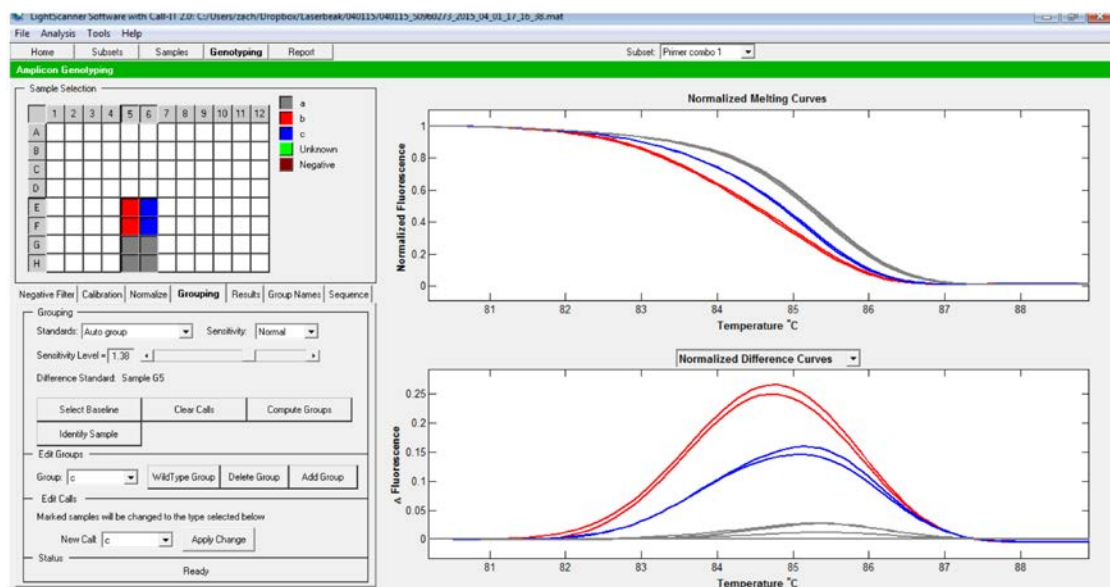 LightScanner Software with Call-IT 2.0: C:/Users/zach/Dropbox/Laserbeak/040115/040115_S0960273_2015_04_01_17_16_38.mat
File Analysis Tools Help
Home Subsets Samples Genotyping Report Subset: Primer combo 1
Amplicon Genotyping
Sample Selection
1 2 3 4 5 6 7 8 9 10 11 12
A
B
C
D
E
F
G
H
a
b
c
Unknown
Negative
Negative Filter Calibration Normalize Grouping Results Group Names Sequence
Grouping
Standards: Auto group Sensitivity: Normal
Sensitivity Level = 1.38
Difference Standard: Sample G5
Select Baseline Clear Calls Compute Groups
Identify Sample
Edit Groups
Group: c WildType Group Delete Group Add Group
Edit Calls
Marked samples will be changed to the type selected below
New Call: c Apply Change
Status
Ready
Normalized Melting Curves
Normalized Fluorescence
1
0.8
0.6
0.4
0.2
0
81 82 83 84 85 86 87 88
Temperature °C
Normalized Difference Curves
Δ Fluorescence
0.25
0.2
0.15
0.1
0.05
0
81 82 83 84 85 86 87 88
Temperature °C